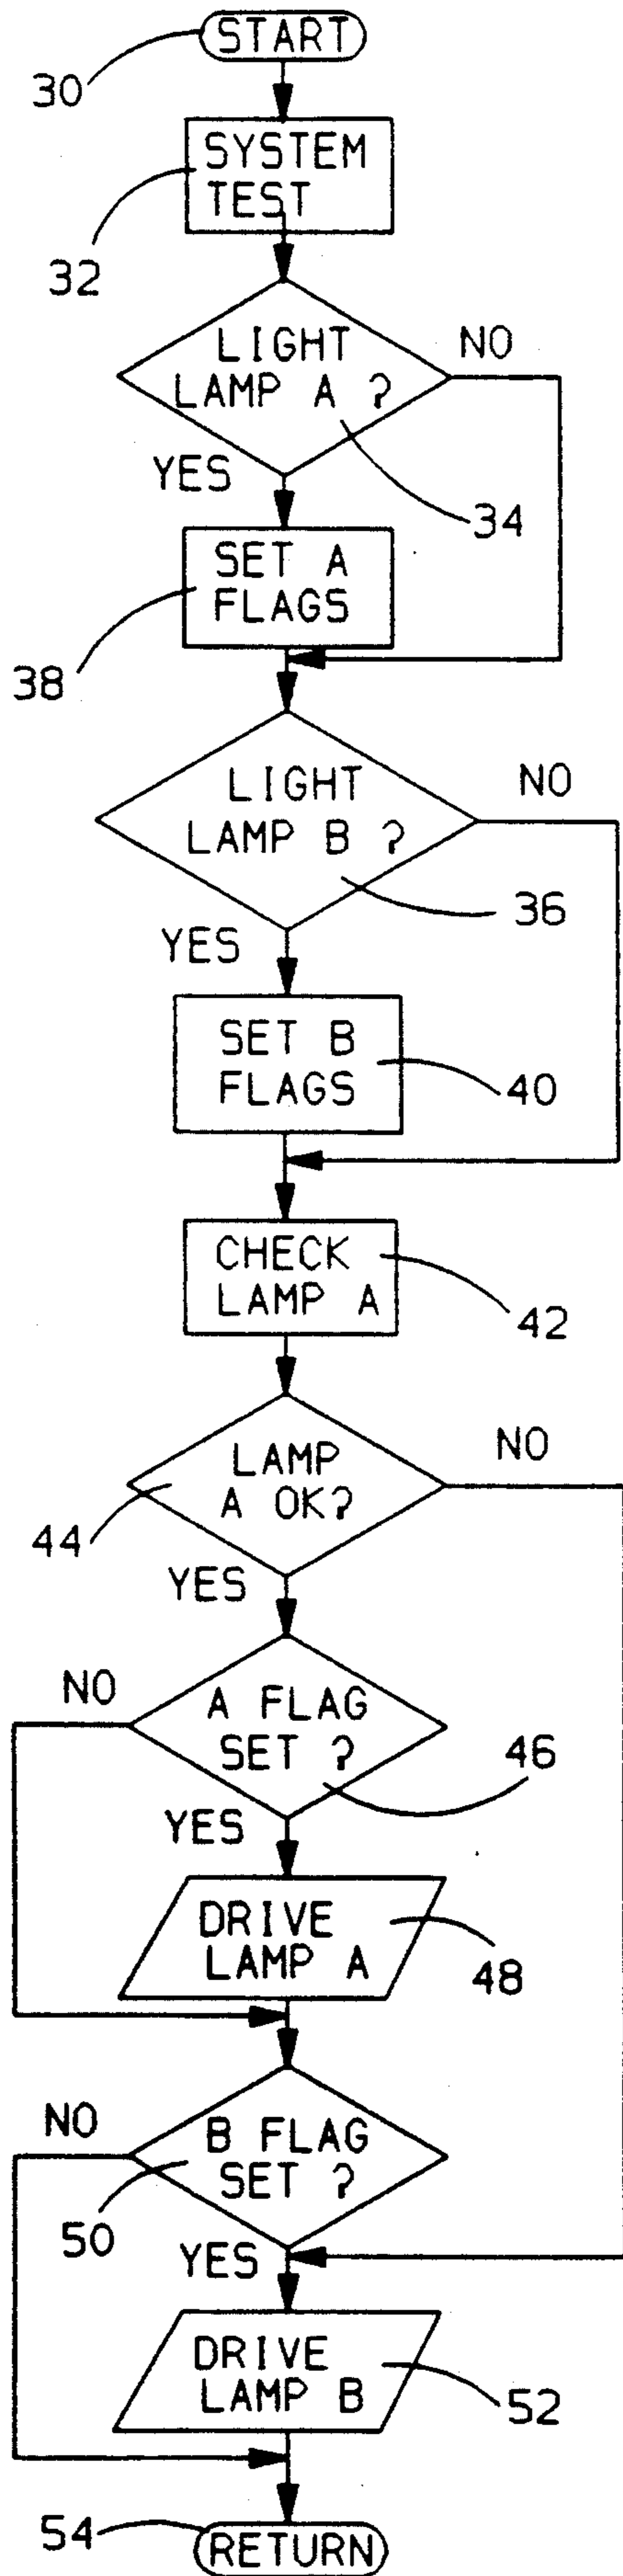 START
30
SYSTEM
TEST
32
LIGHT
LAMP A ?
NO
YES
34
SET A
FLAGS
38
LIGHT
LAMP B ?
NO
36
YES
SET B
FLAGS
40
CHECK
LAMP A
42
LAMP
A OK?
NO
44
YES
A FLAG
SET ?
NO
46
YES
DRIVE
LAMP A
48
B FLAG
SET ?
NO
50
YES
DRIVE
LAMP B
52
54
RETURN